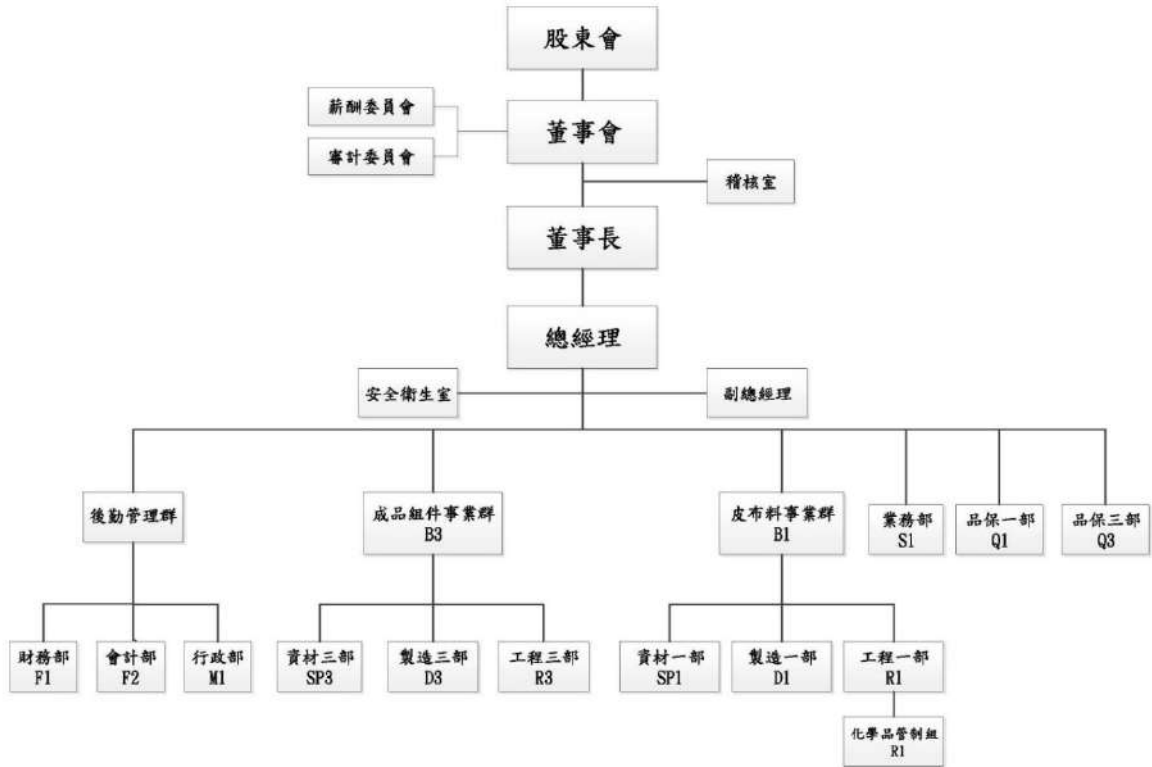 股東會
薪酬委員會
董事會
審計委員會
稽核室
董事長
總經理
安全衛生室
副總經理
後勤管理群
成品組件事業群
B3
皮布料事業群
B1
業務部
S1
品保一部
Q1
品保三部
Q3
財務部
F1
會計部
F2
行政部
M1
資材三部
SP3
製造三部
D3
工程三部
R3
資材一部
SP1
製造一部
D1
工程一部
R1
化學品管制組
R1